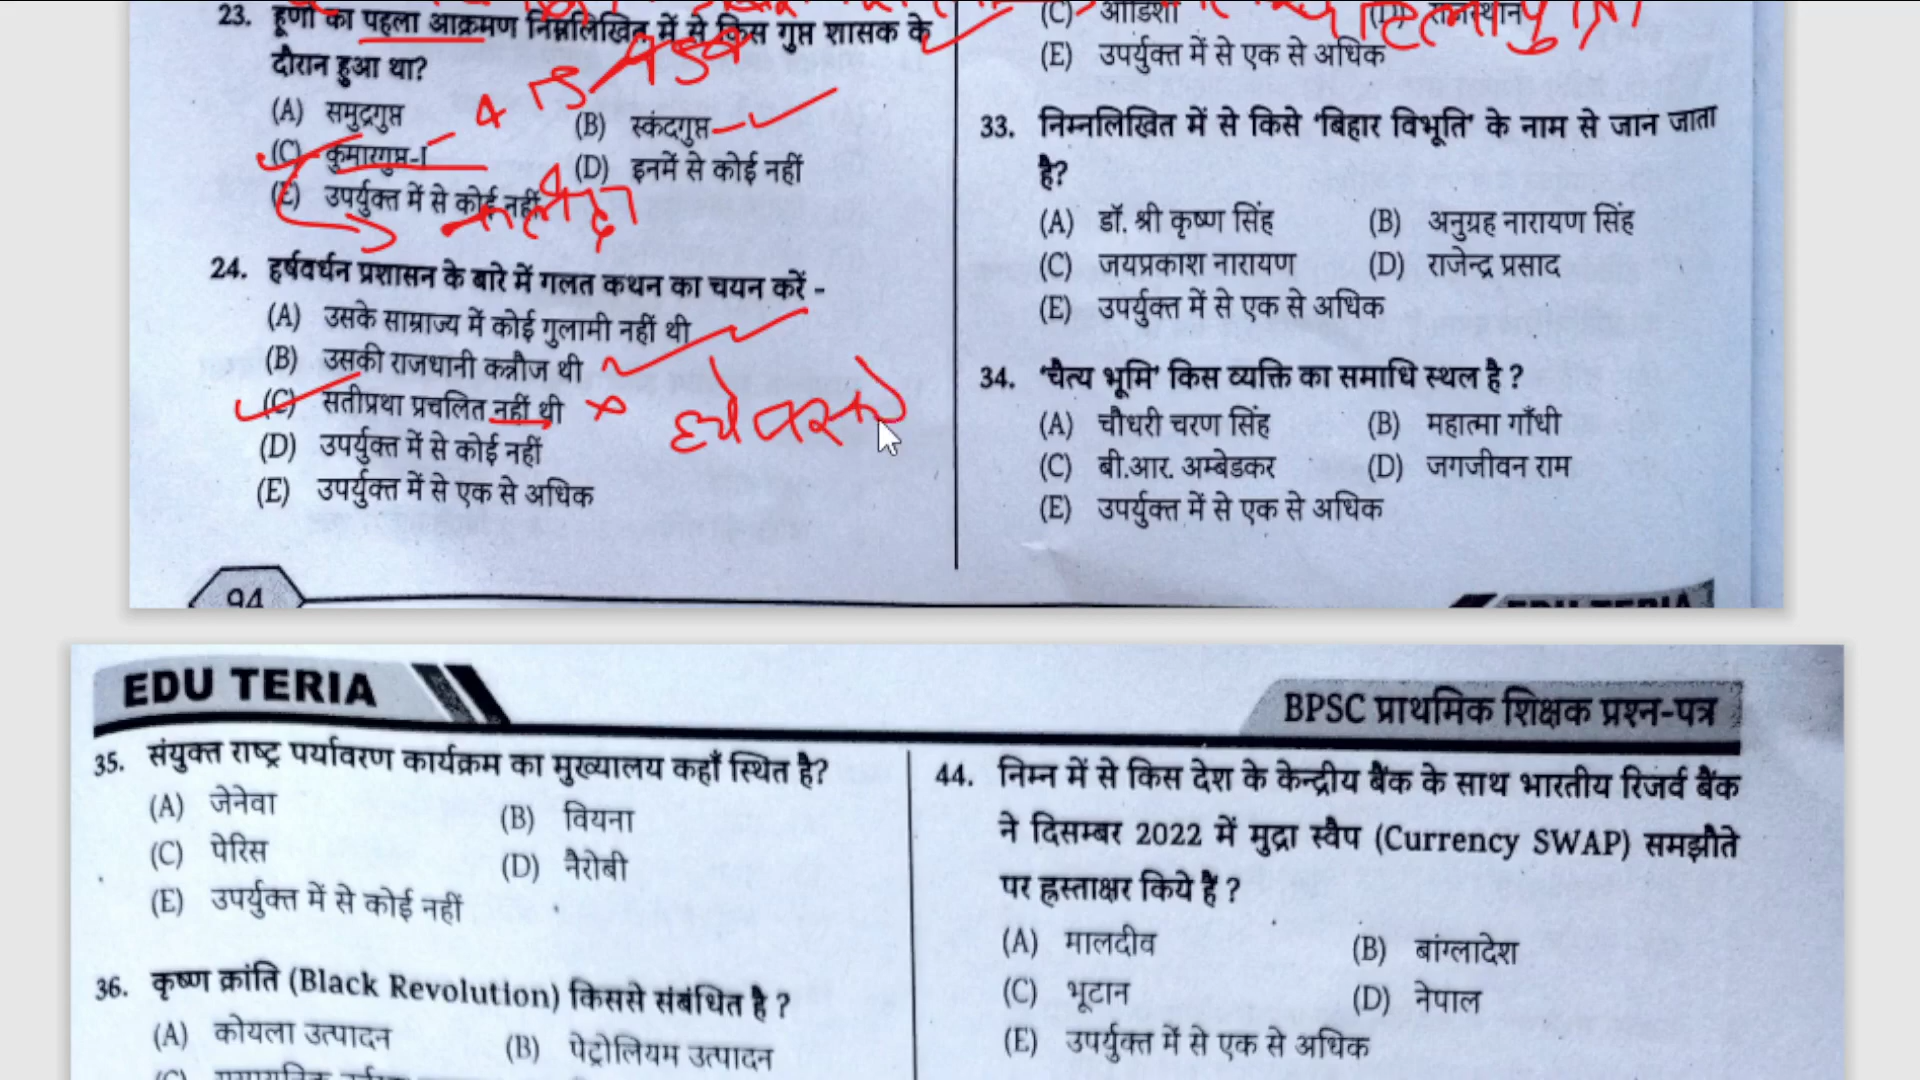 23. हूणों का पहला आक्रमण निम्नलिखित में से किस गुप्त शासक के
दौरान हुआ था?
(A) समुद्रगुप्त
(B) स्कंदगुप्त
(C) कुमारगुप्त-I
(D) इनमें से कोई नहीं
(E) उपर्युक्त में से कोई नहीं
24. हर्षवर्धन प्रशासन के बारे में गलत कथन का चयन करें -
(A) उसके साम्राज्य में कोई गुलामी नहीं थी
(B) उसकी राजधानी कन्नौज थी
(C) सतीप्रथा प्रचलित नहीं थी
(D) उपर्युक्त में से कोई नहीं
(E) उपर्युक्त में से एक से अधिक
94
(C) ओडिशा
(D) राजस्थान
(E) उपर्युक्त में से एक से अधिक
33. निम्नलिखित में से किसे 'बिहार विभूति' के नाम से जान जाता
है?
(A) डॉ. श्री कृष्ण सिंह (B) अनुग्रह नारायण सिंह
(C) जयप्रकाश नारायण (D) राजेन्द्र प्रसाद
(E) उपर्युक्त में से एक से अधिक
34. 'चैत्य भूमि' किस व्यक्ति का समाधि स्थल है ?
(A) चौधरी चरण सिंह (B) महात्मा गाँधी
(C) बी.आर. अम्बेडकर (D) जगजीवन राम
(E) उपर्युक्त में से एक से अधिक
EDU TERIA
EDU TERIA
BPSC प्राथमिक शिक्षक प्रश्न-पत्र
35. संयुक्त राष्ट्र पर्यावरण कार्यक्रम का मुख्यालय कहाँ स्थित है?
(A) जेनेवा (B) वियना
(C) पेरिस (D) नैरोबी
(E) उपर्युक्त में से कोई नहीं
36. कृष्ण क्रांति (Black Revolution) किससे संबंधित है ?
(A) कोयला उत्पादन (B) पेट्रोलियम उत्पादन
44. निम्न में से किस देश के केन्द्रीय बैंक के साथ भारतीय रिजर्व बैंक
ने दिसम्बर 2022 में मुद्रा स्वैप (Currency SWAP) समझौते
पर हस्ताक्षर किये हैं ?
(A) मालदीव (B) बांग्लादेश
(C) भूटान (D) नेपाल
(E) उपर्युक्त में से एक से अधिक